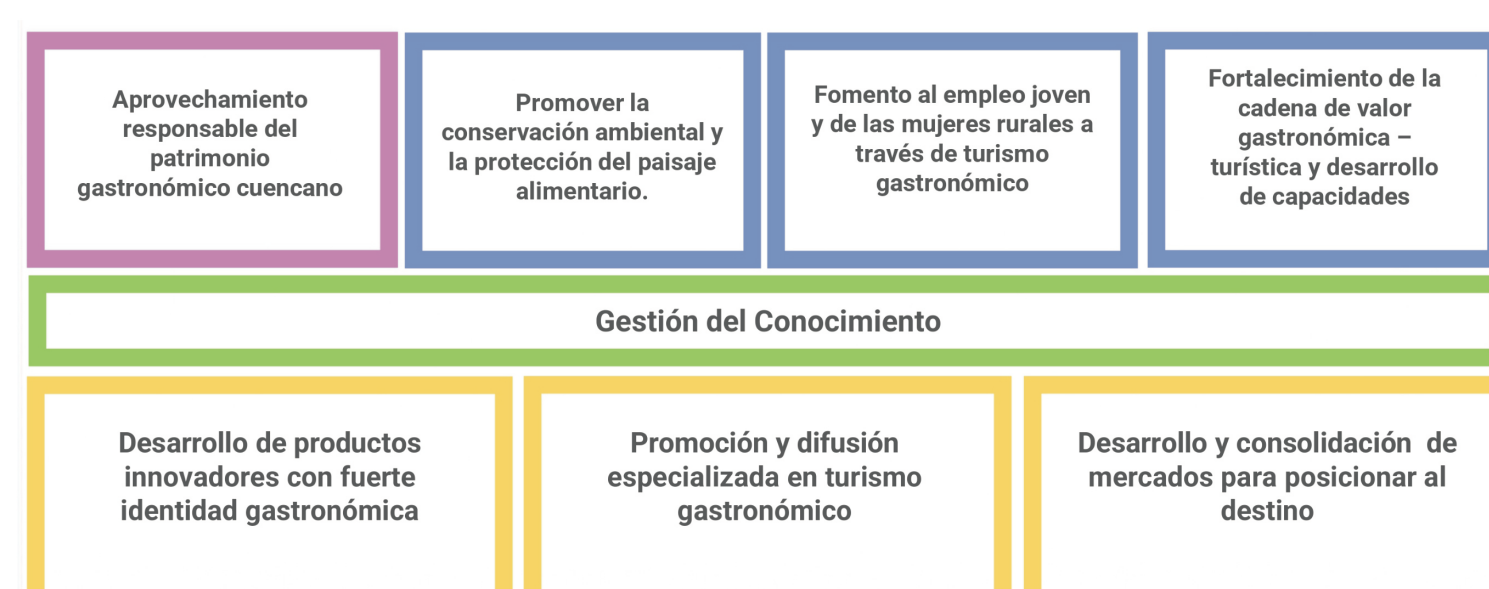 Aprovechamiento
responsable del
patrimonio
gastronómico cuencano
Promover la
conservación ambiental y
la protección del paisaje
alimentario.
Fomento al empleo joven
y de las mujeres rurales a
través de turismo
gastronómico
Fortalecimiento de la
cadena de valor
gastronómica –
turística y desarrollo
de capacidades
Gestión del Conocimiento
Desarrollo de productos
innovadores con fuerte
identidad gastronómica
Promoción y difusión
especializada en turismo
gastronómico
Desarrollo y consolidación de
mercados para posicionar al
destino